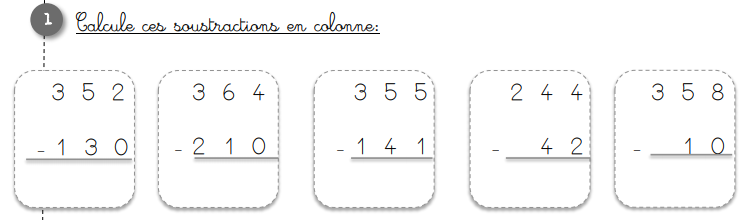 1 Calcule ces soustractions en colonne:
3 5 2 3 6 4 3 5 5 2 4 4 3 5 8
- 1 3 0 - 2 1 0 - 1 4 1 - 4 2 - 1 0